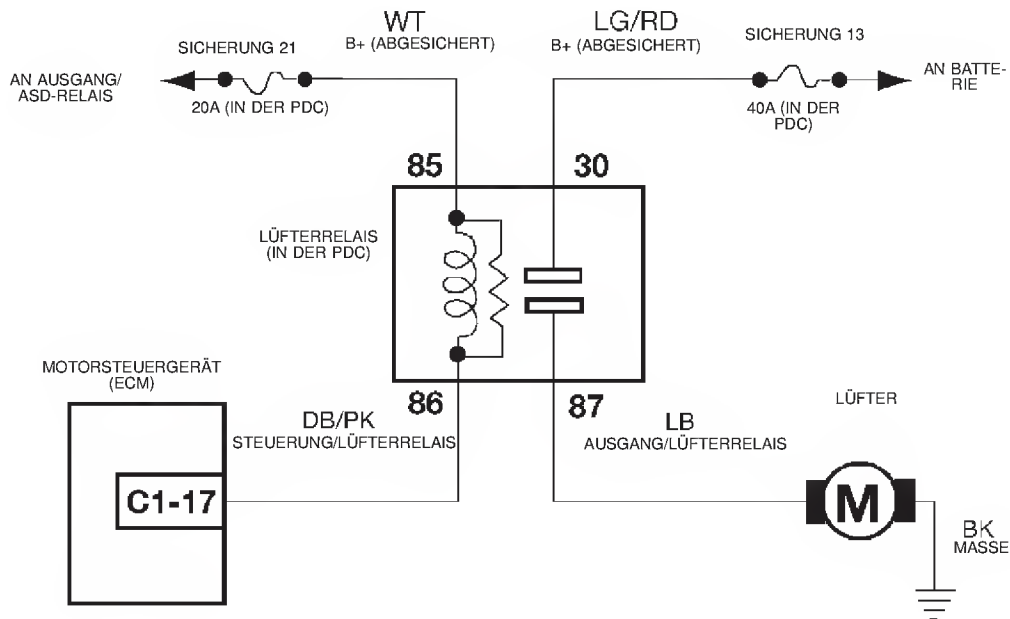 WT
B+ (ABGESICHERT)
LG/RD
B+ (ABGESICHERT)
SICHERUNG 21
SICHERUNG 13
AN AUSGANG/
ASD-RELAIS
20A (IN DER PDC)
40A (IN DER
PDC)
AN BATTE-
RIE
85
30
LÜFTERRELAIS
(IN DER PDC)
86
87
MOTORSTEUERGERÄT
(ECM)
C1-17
DB/PK
STEUERUNG/LÜFTERRELAIS
LB
AUSGANG/LÜFTERRELAIS
LÜFTER
M
BK
MASSE